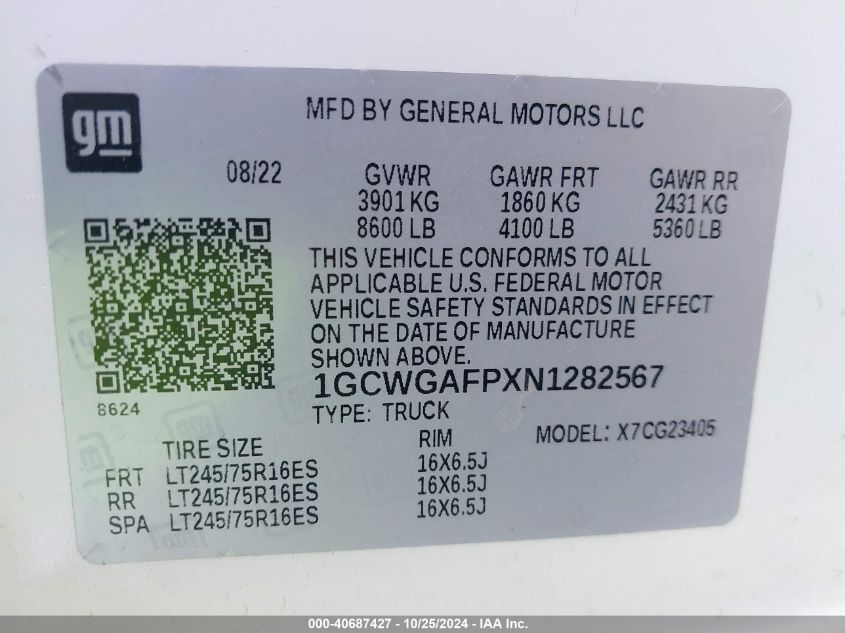 gm
MFD BY GENERAL MOTORS LLC
08/22 GVWR GAWR FRT GAWR RR
3901 KG 1860 KG 2431 KG
8600 LB 4100 LB 5360 LB
THIS VEHICLE CONFORMS TO ALL
APPLICABLE U.S. FEDERAL MOTOR
VEHICLE SAFETY STANDARDS IN EFFECT
ON THE DATE OF MANUFACTURE
SHOWN ABOVE.
1GCWGAFPXN1282567
8624
TYPE: TRUCK
MODEL: X7CG23405
TIRE SIZE RIM
FRT LT245/75R16ES 16X6.5J
RR LT245/75R16ES 16X6.5J
SPA LT245/75R16ES 16X6.5J
000-40687427 - 10/25/2024 - IAA Inc.